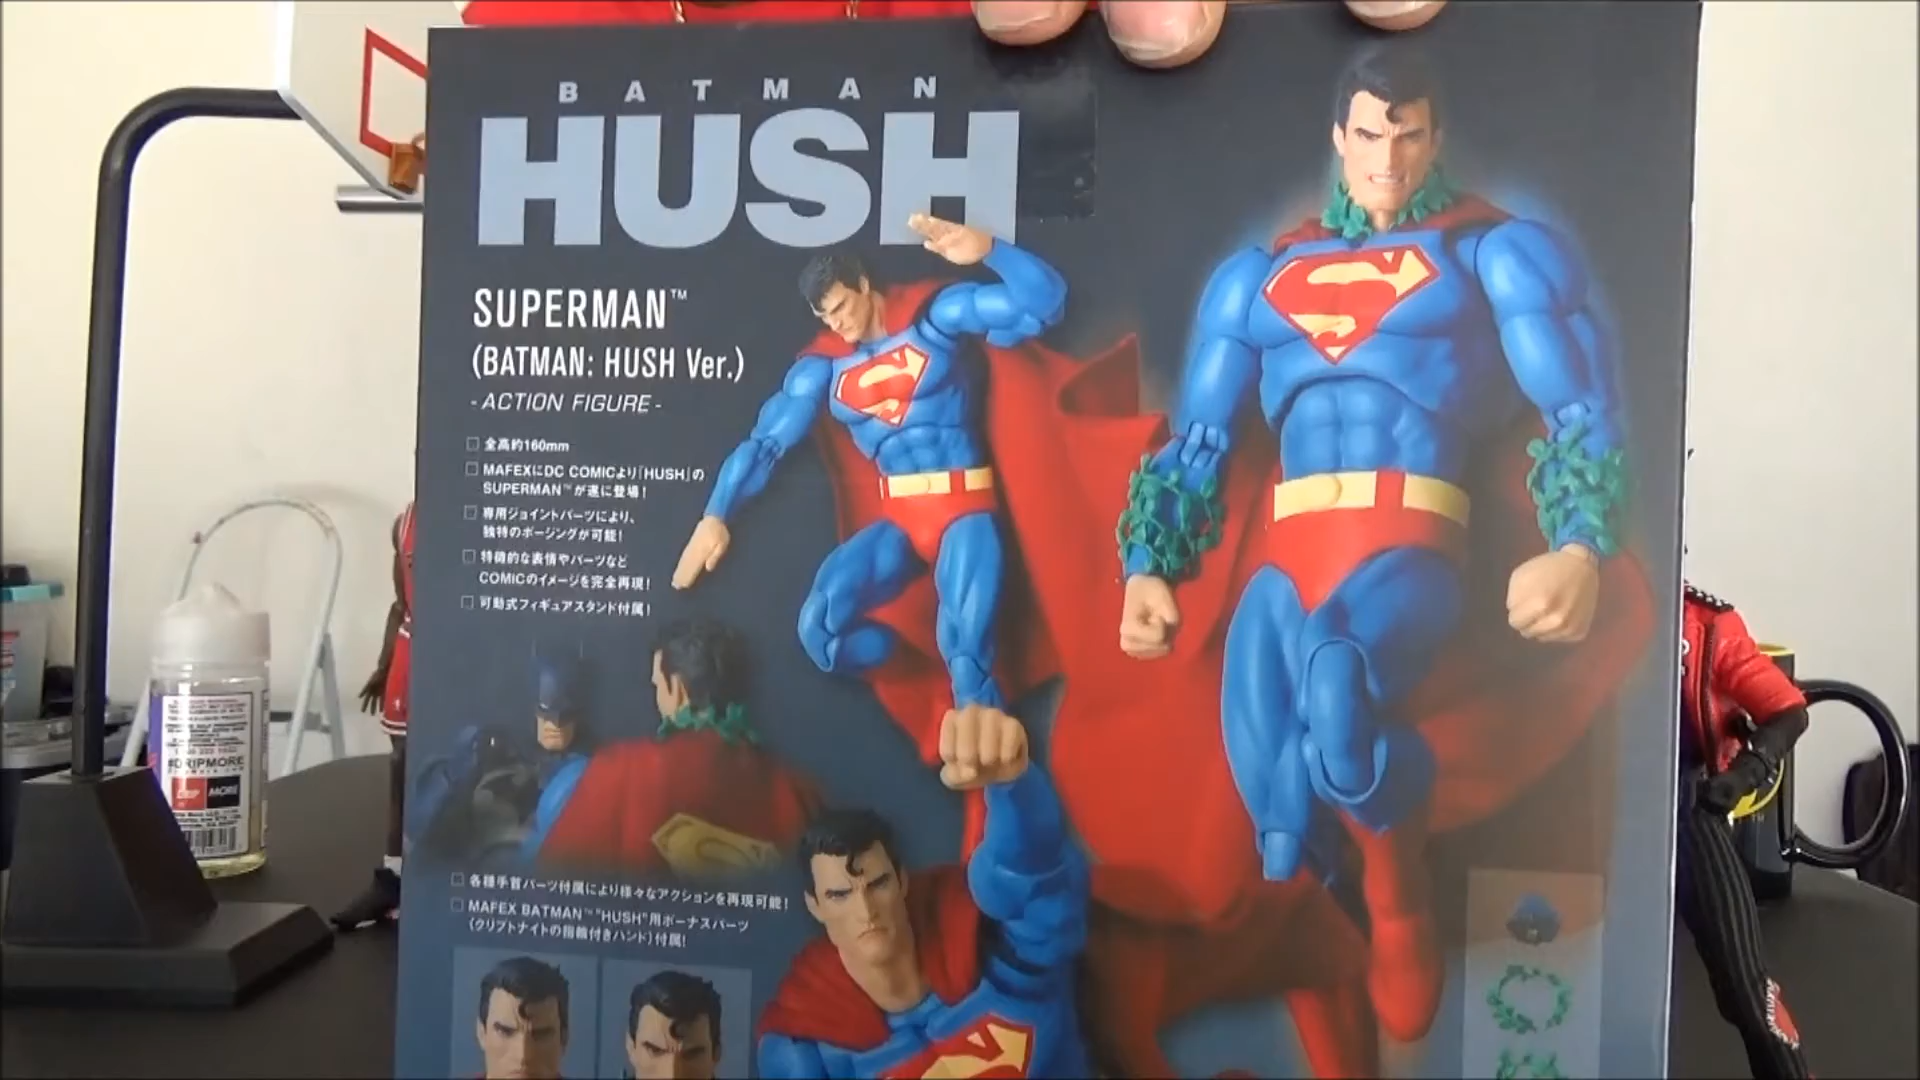 BATMAN
HUSH
SUPERMAN™
(BATMAN: HUSH Ver.)
- ACTION FIGURE -
□ 全高約160mm
□ MAFEXにDC COMICより「HUSH」の
SUPERMAN™が遂に登場!
□ 専用ジョイントパーツにより、
独特のポージングが可能!
□ 特徴的な表情やパーツなど
COMICのイメージを完全再現!
□ 可動式フィギュアスタンド付属!
□ 各種手首パーツ付属により様々なアクションを再現可能!
□ MAFEX BATMAN™ "HUSH"用ボーナスパーツ
(クリプトナイトの指輪付きハンド)付属!
#DRIPMORE
MORE